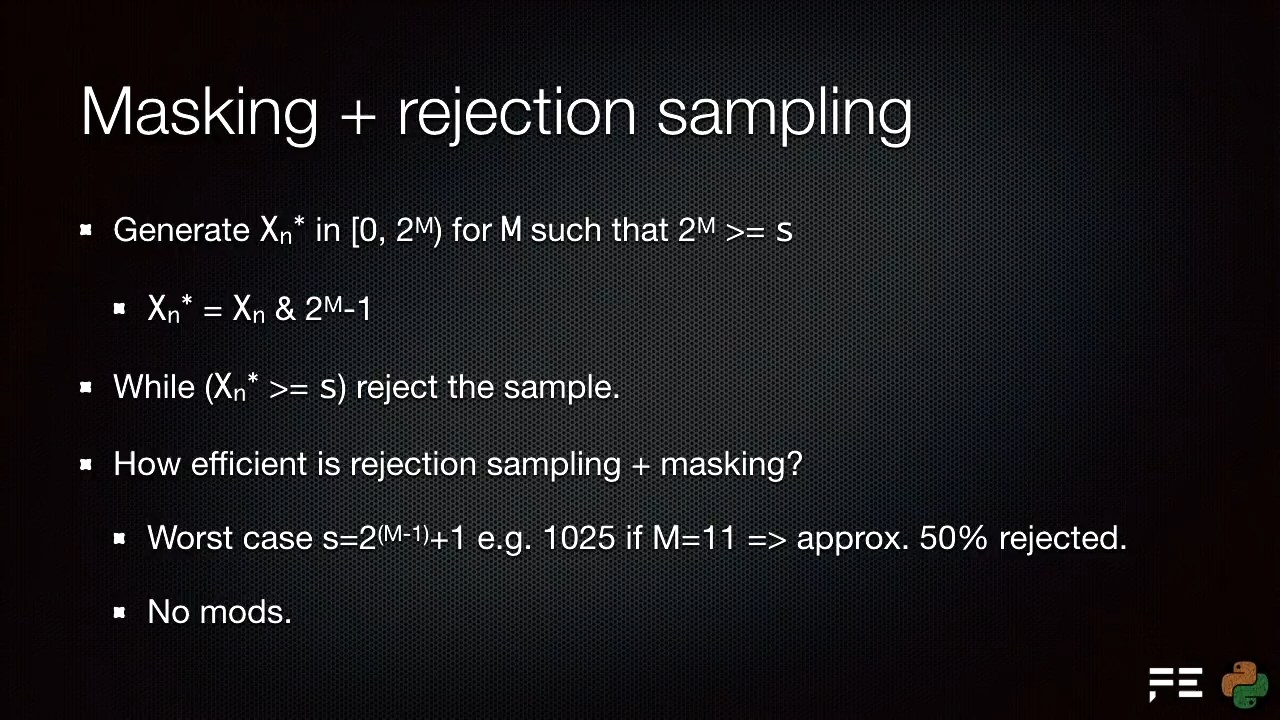 Masking + rejection sampling
Generate Xn* in [0, 2M) for M such that 2M >= s
Xn* = Xn & 2M-1
While (Xn* >= s) reject the sample.
How efficient is rejection sampling + masking?
Worst case s=2(M-1)+1 e.g. 1025 if M=11 => approx. 50% rejected.
No mods.
FE